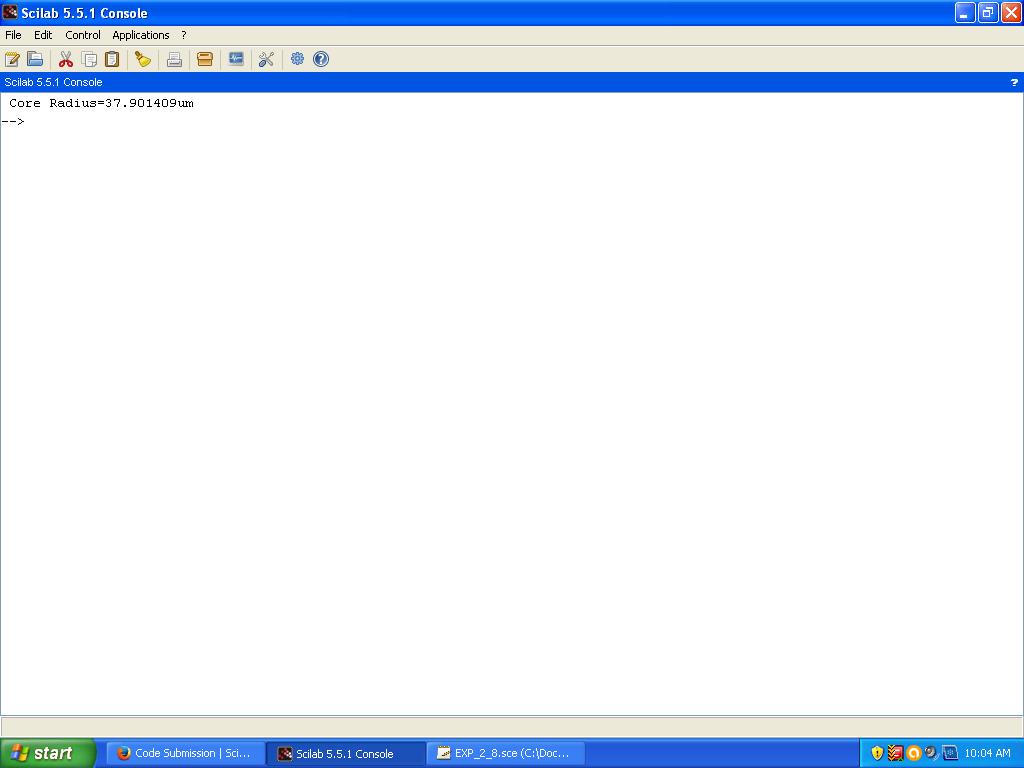 Scilab 5.5.1 Console
File Edit Control Applications ?
Scilab 5.5.1 Console ?
Core Radius=37.901409um
-->
start Code Submission | Sci... Scilab 5.5.1 Console EXP_2_8.sce (C:\Doc... 10:04 AM